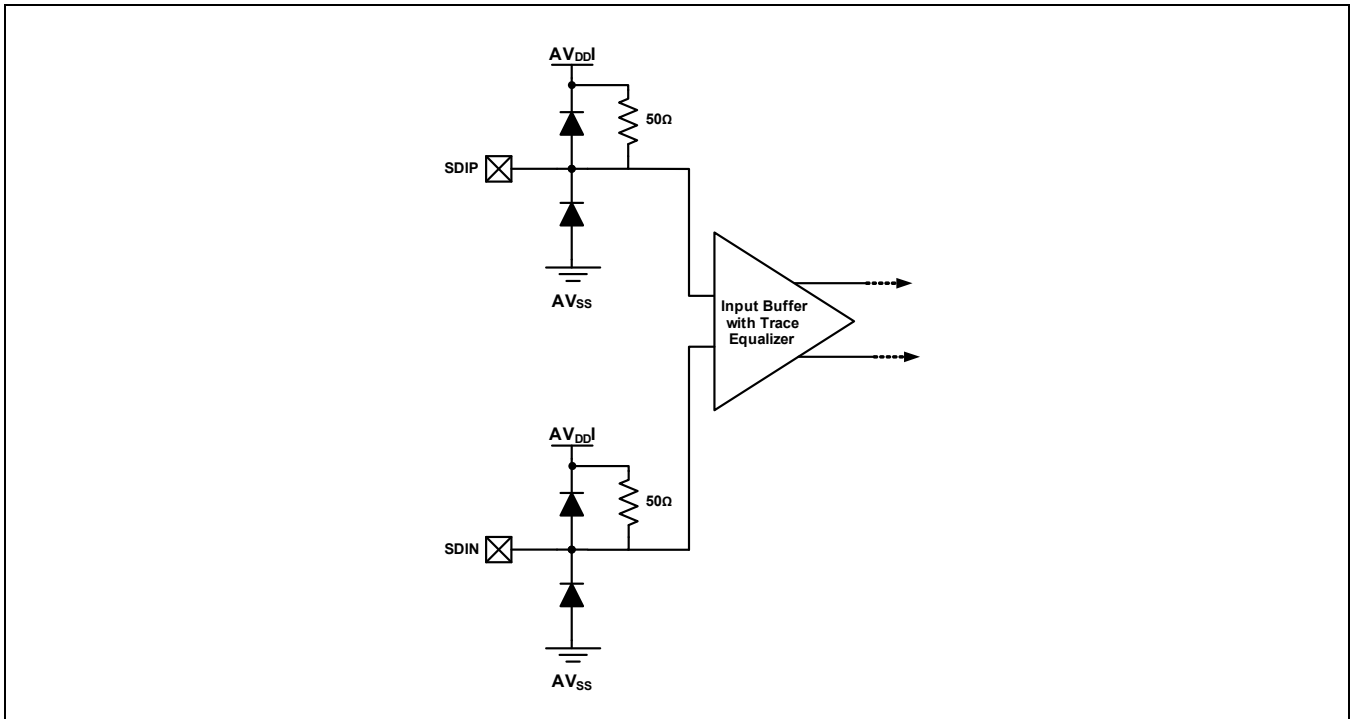 AVDDI
50Ω
SDIP
AVSS
Input Buffer
with Trace
Equalizer
AVDDI
50Ω
SDIN
AVSS